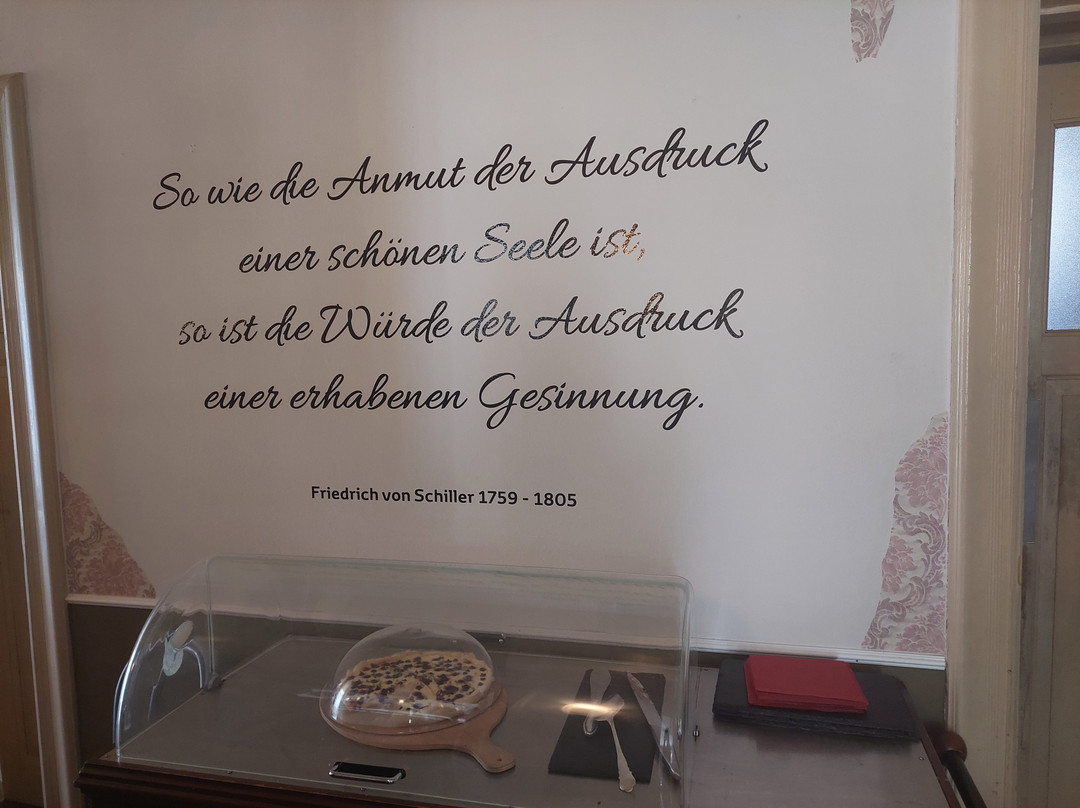 So wie die Anmut der Ausdruck
einer schönen Seele ist,
so ist die Würde der Ausdruck
einer erhabenen Gesinnung.
Friedrich von Schiller 1759 - 1805